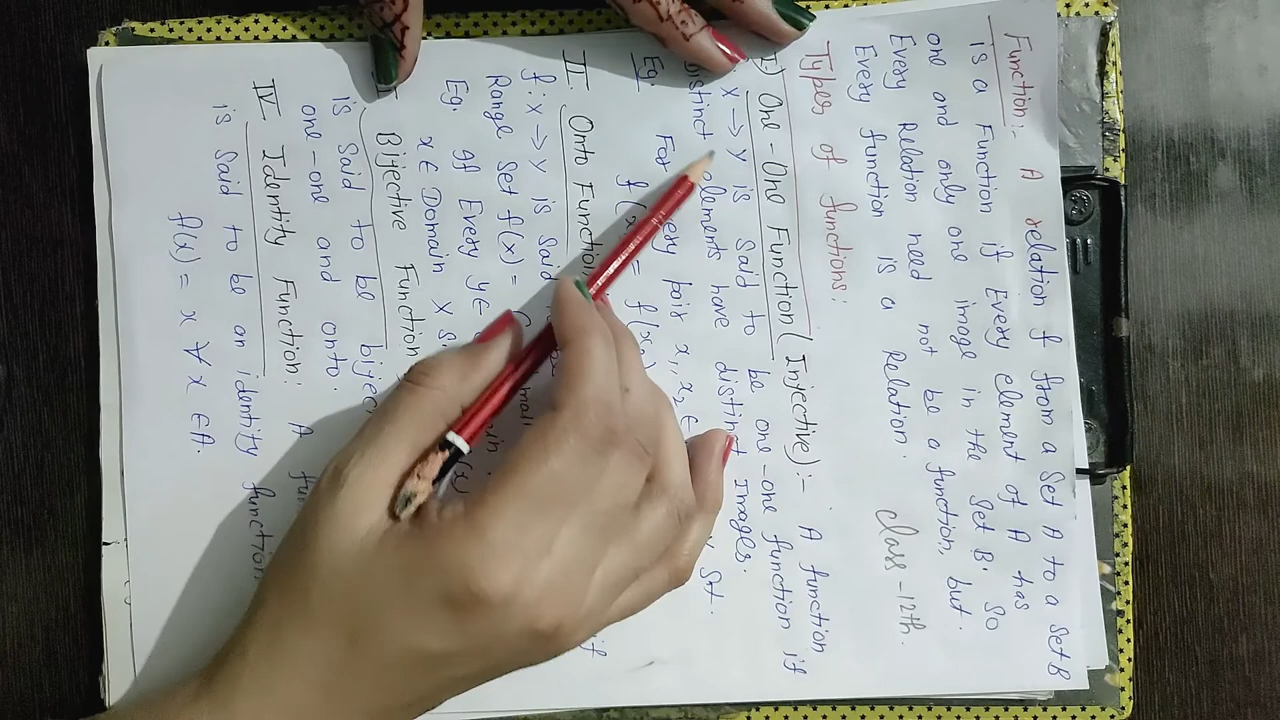 Function:- A relation f from a Set A to a Set B
is a Function if Every element of A has
one and only one image in the Set B. So
Every Relation need not be a function, but
Every function is a Relation.
class-12th.
Types of functions:
I) One-One Function (Injective):- A function
X → Y is Said to be one-one function if
distinct elements have distinct Images.
Eg. For pair x₁, x₂ ∈ St.
f(x = f(x
II. Onto Function if
f: X → Y is Said be
Range Set f(x) =
Eg. If Every y ∈
x ∈ Domain X
Bijective Function
is Said to be
one-one and onto.
IV Identity Function: A
is Said to be an identity function
f(x) = x ∀ x ∈ A.